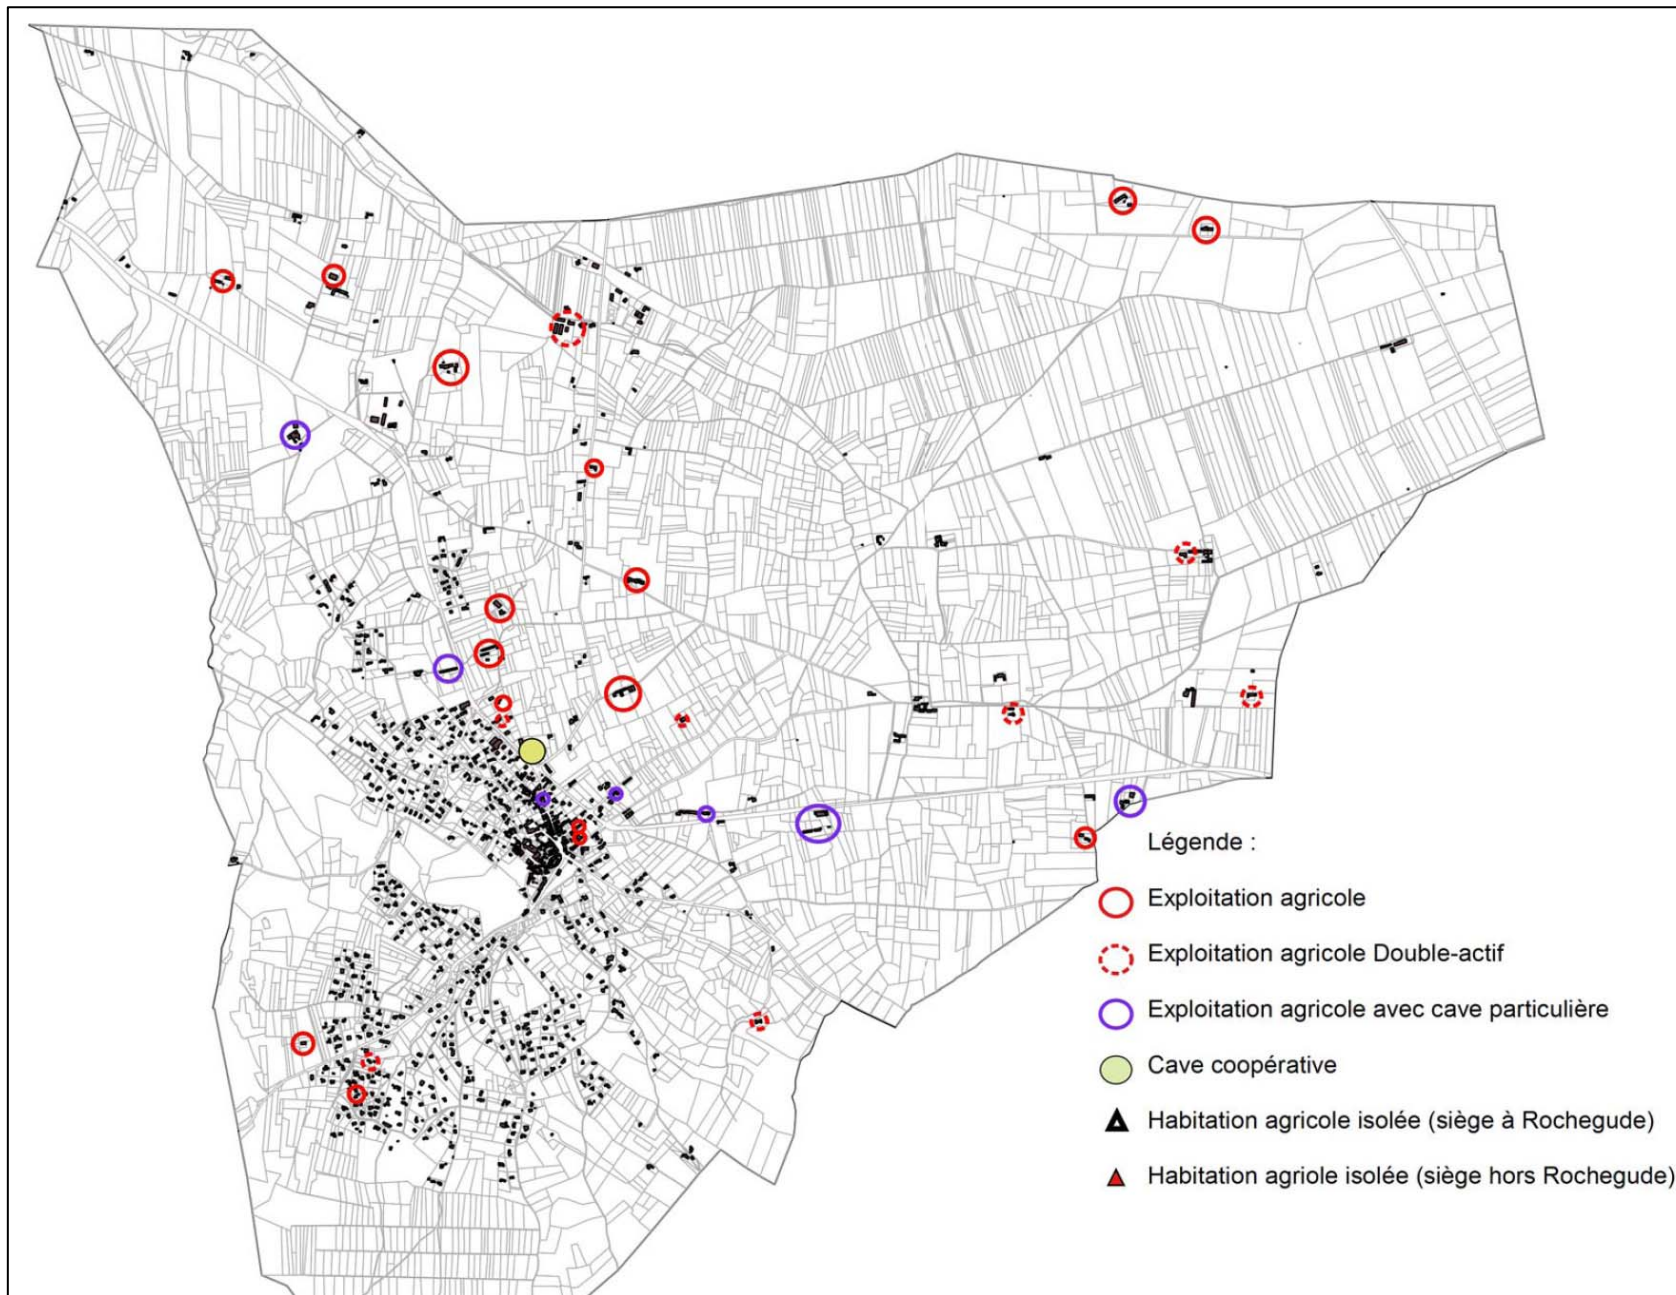 Légende :
Exploitation agricole
Exploitation agricole Double-actif
Exploitation agricole avec cave particulière
Cave coopérative
Habitation agricole isolée (siège à Rochegude)
Habitation agriole isolée (siège hors Rochegude)